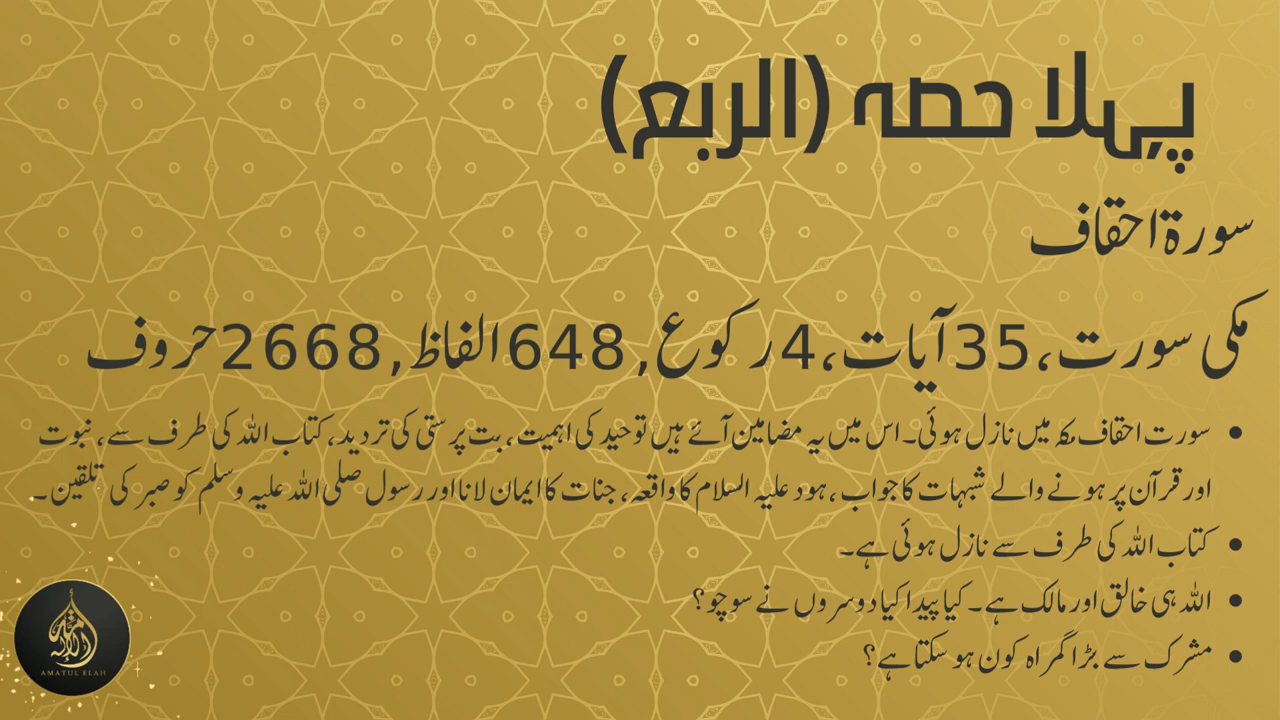 پہلا حصہ (الربع)
سورۃ احقاف
مکی سورت، 35 آیات، 4 رکوع, 648 الفاظ, 2668 حروف
• سورت احقاف مکہ میں نازل ہوئی۔ اس میں یہ مضامین آئے ہیں توحید کی اہمیت، بت پرستی کی تردید، کتاب اللہ کی طرف سے، نبوت
اور قرآن پر ہونے والے شبہات کا جواب، ہود علیہ السلام کا واقعہ، جنات کا ایمان لانا اور رسول صلی اللہ علیہ وسلم کو صبر کی تلقین۔
• کتاب اللہ کی طرف سے نازل ہوئی ہے۔
• اللہ ہی خالق اور مالک ہے۔ کیا پیدا کیا دوسروں نے سوچو؟
• مشرک سے بڑا گمراہ کون ہو سکتا ہے؟
AMATUL ELAH